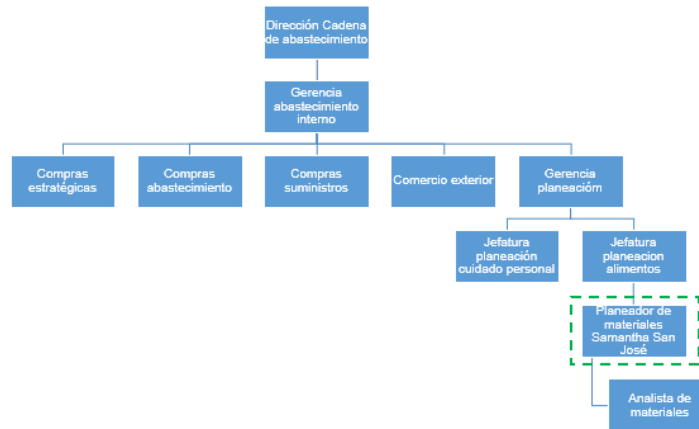 Dirección Cadena
de abastecimiento
Gerencia
abastecimiento
interno
Compras
estratégicas
Compras
abastecimiento
Compras
suministros
Comercio exterior
Gerencia
planeacióm
Jefatura
planeación
cuidado personal
Jefatura
planeacion
alimentos
Planeador de
materiales
Samantha San
José
Analista de
materiales